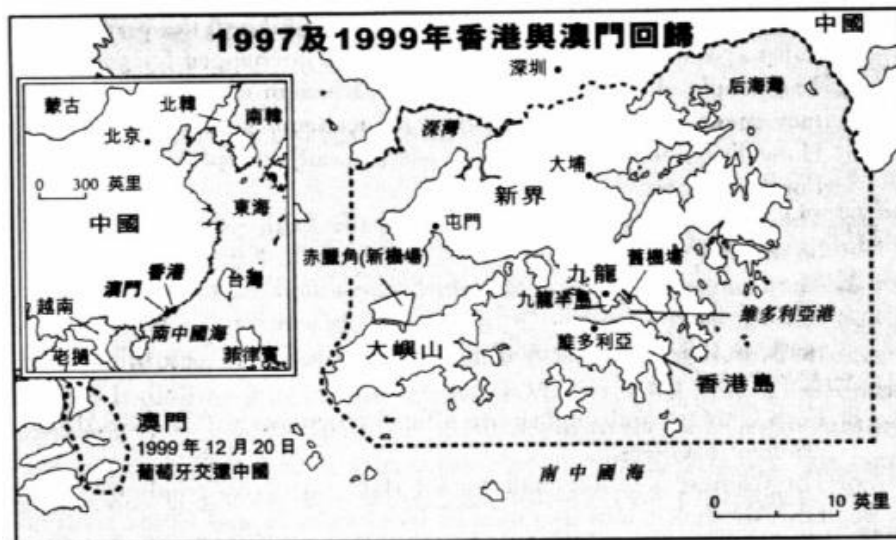 1997及1999年香港與澳門回歸
中國
深圳
后海灣
深灣
大埔
新界
屯門
赤臘角(新機場)
舊機場
九龍
九龍半島
維多利亞港
維多利亞
大嶼山
香港島
南中國海
0 10 英里
蒙古
北韓
南韓
北京
0 300 英里
東海
中國
香港
澳門
台灣
越南
南中國海
老撾
菲律賓
澳門
1999年12月20日
葡萄牙交還中國